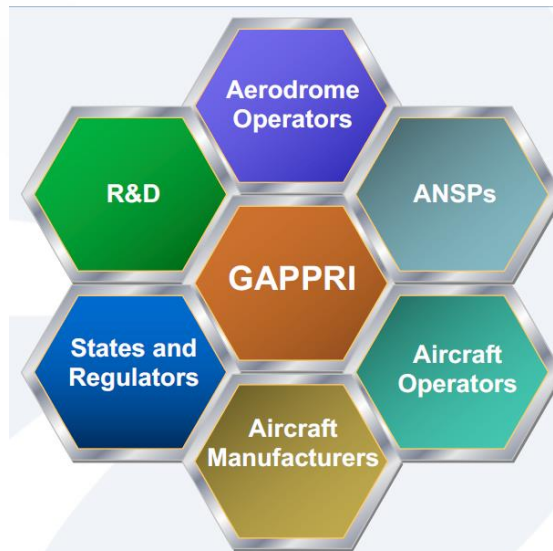 Aerodrome
Operators
R&D
ANSPs
GAPPRI
States and
Regulators
Aircraft
Operators
Aircraft
Manufacturers